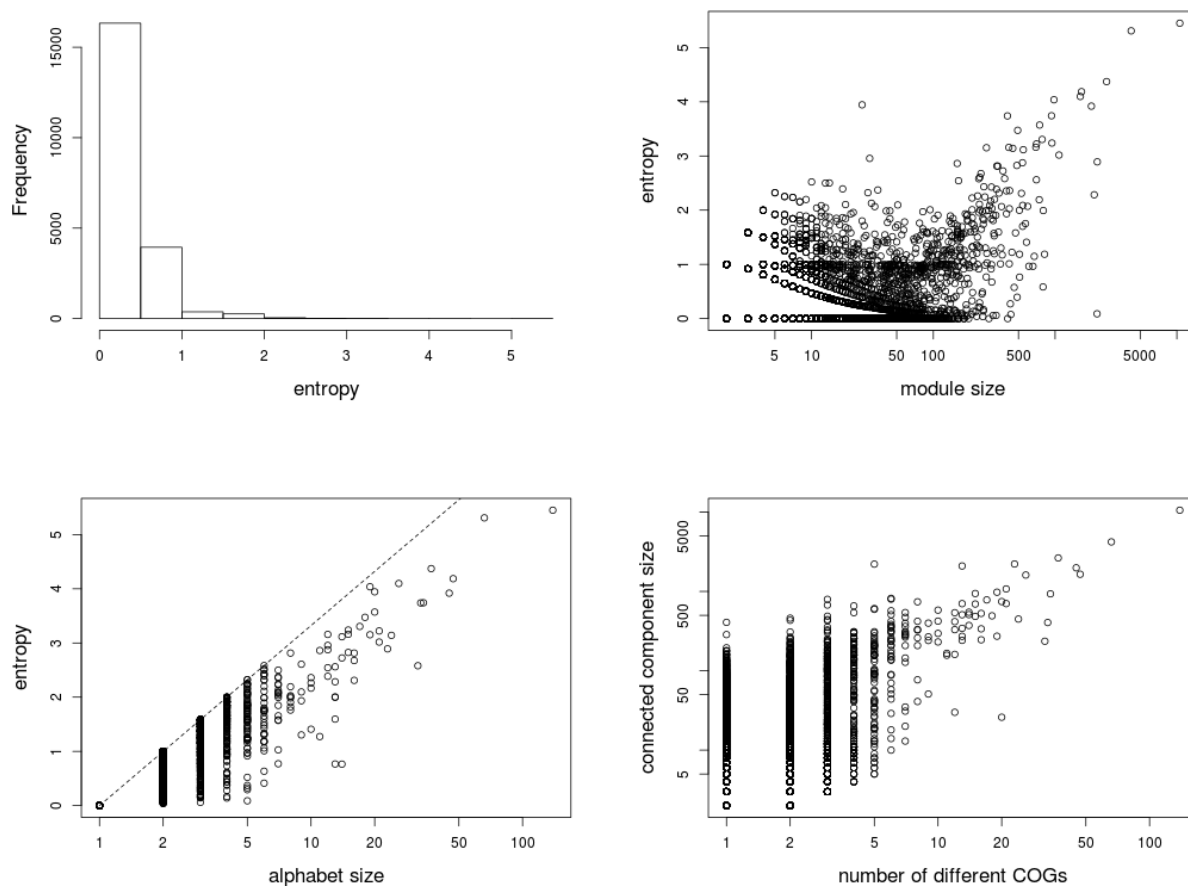 Frequency
0
5000
10000
15000
0 1 2 3 4 5
entropy
entropy
0
1
2
3
4
5
5 10 50 100 500 5000
module size
entropy
0
1
2
3
4
5
1 2 5 10 20 50 100
alphabet size
connected component size
5
50
500
5000
1 2 5 10 20 50 100
number of different COGs